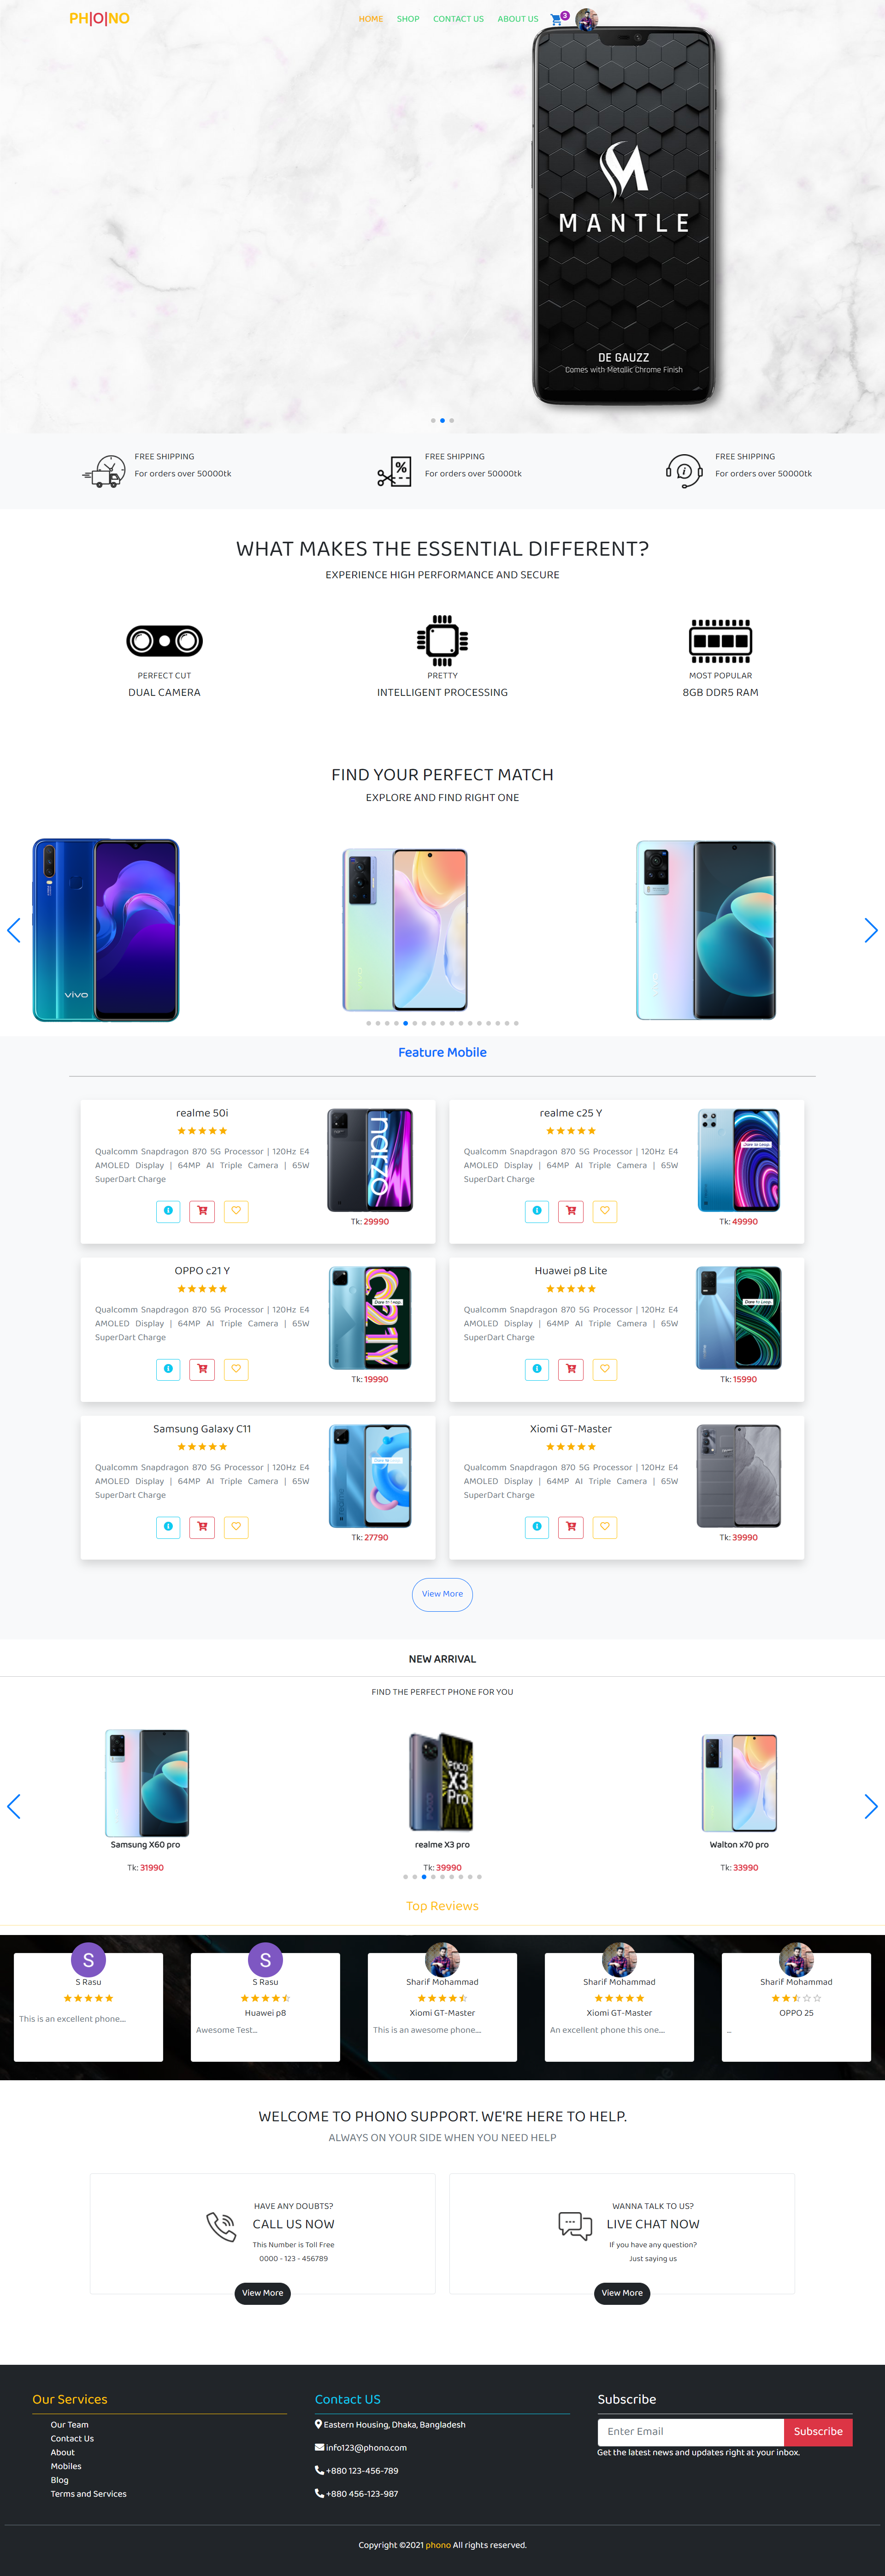 PH|O|NO
HOME SHOP CONTACT US ABOUT US 3
MANTLE
DE GAUZZ
Comes with Metallic Chrome Finish
FREE SHIPPING
For orders over 50000tk
%
FREE SHIPPING
For orders over 50000tk
FREE SHIPPING
For orders over 50000tk
WHAT MAKES THE ESSENTIAL DIFFERENT?
EXPERIENCE HIGH PERFORMANCE AND SECURE
PERFECT CUT
DUAL CAMERA
PRETTY
INTELLIGENT PROCESSING
MOST POPULAR
8GB DDR5 RAM
FIND YOUR PERFECT MATCH
EXPLORE AND FIND RIGHT ONE
vivo
Feature Mobile
realme 50i
Qualcomm Snapdragon 870 5G Processor | 120Hz E4
AMOLED Display | 64MP AI Triple Camera | 65W
SuperDart Charge
narzo
Tk: 29990
realme c25 Y
Qualcomm Snapdragon 870 5G Processor | 120Hz E4
AMOLED Display | 64MP AI Triple Camera | 65W
SuperDart Charge
Dare to Leap.
Tk: 49990
OPPO c21 Y
Qualcomm Snapdragon 870 5G Processor | 120Hz E4
AMOLED Display | 64MP AI Triple Camera | 65W
SuperDart Charge
C21Y
Dare to Leap.
Tk: 19990
Huawei p8 Lite
Qualcomm Snapdragon 870 5G Processor | 120Hz E4
AMOLED Display | 64MP AI Triple Camera | 65W
SuperDart Charge
Dare to Leap.
Tk: 15990
Samsung Galaxy C11
Qualcomm Snapdragon 870 5G Processor | 120Hz E4
AMOLED Display | 64MP AI Triple Camera | 65W
SuperDart Charge
Tk: 27790
Xiomi GT-Master
Qualcomm Snapdragon 870 5G Processor | 120Hz E4
AMOLED Display | 64MP AI Triple Camera | 65W
SuperDart Charge
Tk: 39990
View More
NEW ARRIVAL
FIND THE PERFECT PHONE FOR YOU
Samsung X60 pro
Tk: 31990
POCO
X3
Pro
realme X3 pro
Tk: 39990
Walton x70 pro
Tk: 33990
Top Reviews
S
S Rasu
This is an excellent phone....
S
S Rasu
Huawei p8
Awesome Test...
Sharif Mohammad
Xiomi GT-Master
This is an awesome phone....
Sharif Mohammad
Xiomi GT-Master
An excellent phone this one....
Sharif Mohammad
OPPO 25
...
WELCOME TO PHONO SUPPORT. WE'RE HERE TO HELP.
ALWAYS ON YOUR SIDE WHEN YOU NEED HELP
HAVE ANY DOUBTS?
CALL US NOW
This Number is Toll Free
0000 - 123 - 456789
View More
WANNA TALK TO US?
LIVE CHAT NOW
If you have any question?
Just saying us
View More
Our Services
Our Team
Contact Us
About
Mobiles
Blog
Terms and Services
Contact US
Eastern Housing, Dhaka, Bangladesh
info123@phono.com
+880 123-456-789
+880 456-123-987
Subscribe
Enter Email Subscribe
Get the latest news and updates right at your inbox.
Copyright ©2021 phono All rights reserved.